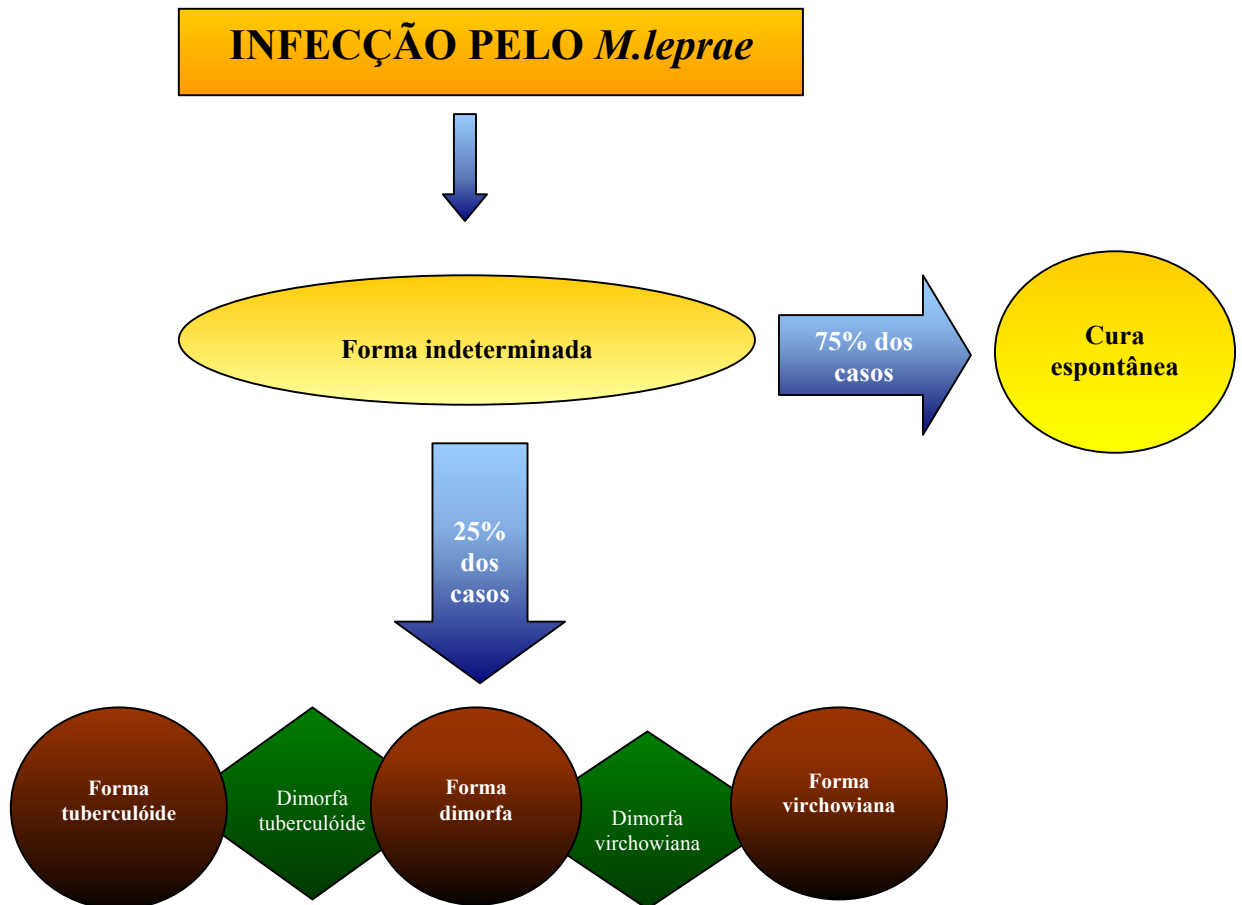 INFECÇÃO PELO M.leprae
Forma indeterminada
75% dos
casos
Cura
espontânea
25%
dos
casos
Forma
tuberculóide
Dimorfa
tuberculóide
Forma
dimorfa
Dimorfa
virchowiana
Forma
virchowiana